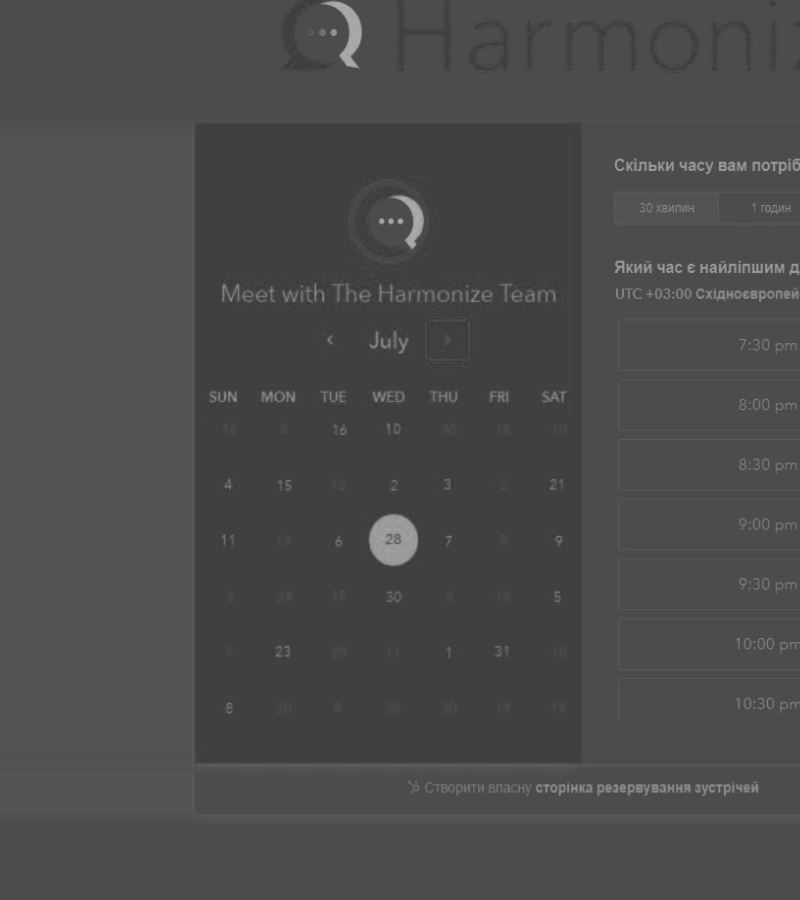 Harmoniz
Скільки часу вам потріб
30 хвилин 1 годин
Meet with The Harmonize Team
Який час є найліпшим д
UTC +03:00 Східноєвропей
July
7:30 pm
8:00 pm
8:30 pm
9:00 pm
9:30 pm
10:00 pm
10:30 pm
SUN MON TUE WED THU FRI SAT
16 8 16 10 30 18 10
4 15 12 2 3 2 21
11 19 6 28 7 9 9
3 24 15 30 3 18 5
7 23 29 11 1 31 10
8 20 5 25 30 19 19
Створити власну сторінка резервування зустрічей